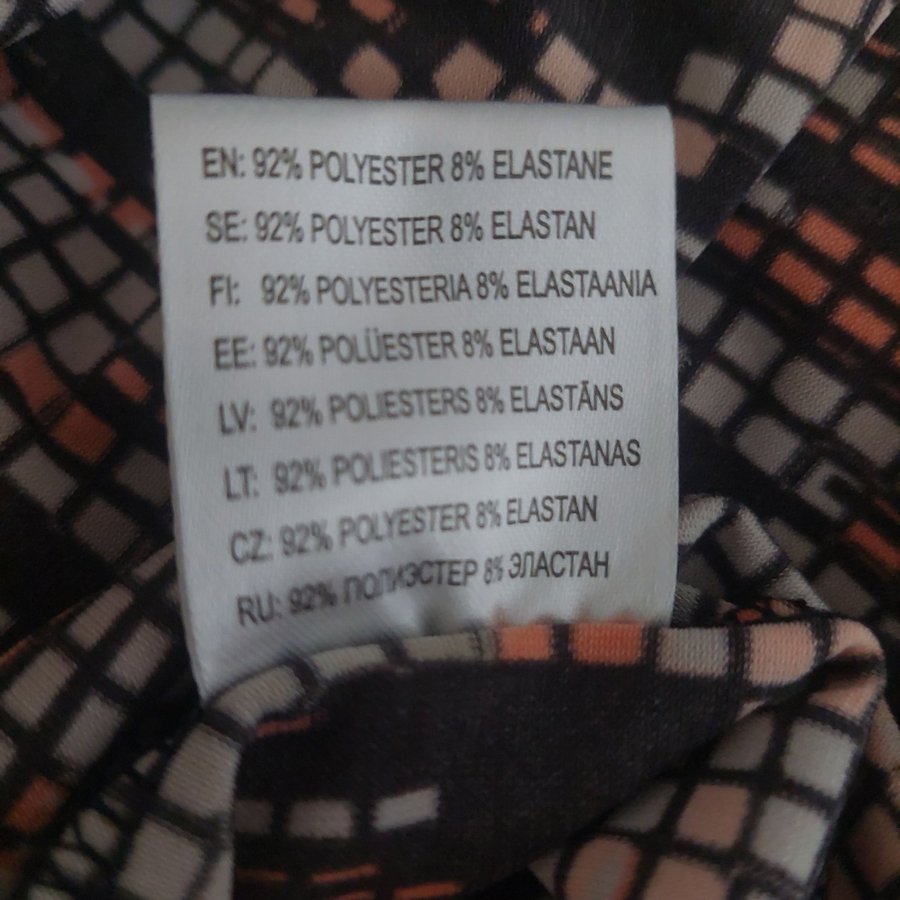 EN: 92% POLYESTER 8% ELASTANE
SE: 92% POLYESTER 8% ELASTAN
FI: 92% POLYESTERIA 8% ELASTAANIA
EE: 92% POLÜESTER 8% ELASTAAN
LV: 92% POLIESTERS 8% ELASTĀNS
LT: 92% POLIESTERIS 8% ELASTANAS
CZ: 92% POLYESTER 8% ELASTAN
RU: 92% ПОЛИЭСТЕР 8% ЭЛАСТАН